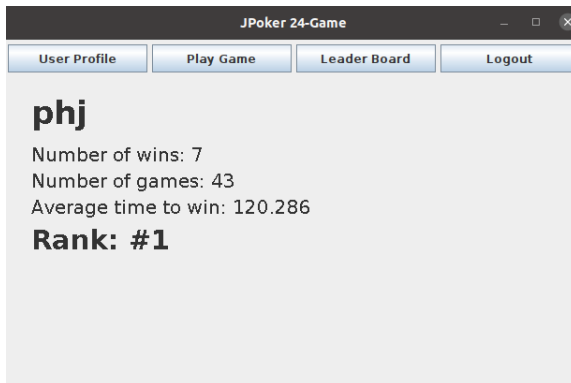 JPoker 24-Game
User Profile Play Game Leader Board Logout
phj
Number of wins: 7
Number of games: 43
Average time to win: 120.286
Rank: #1